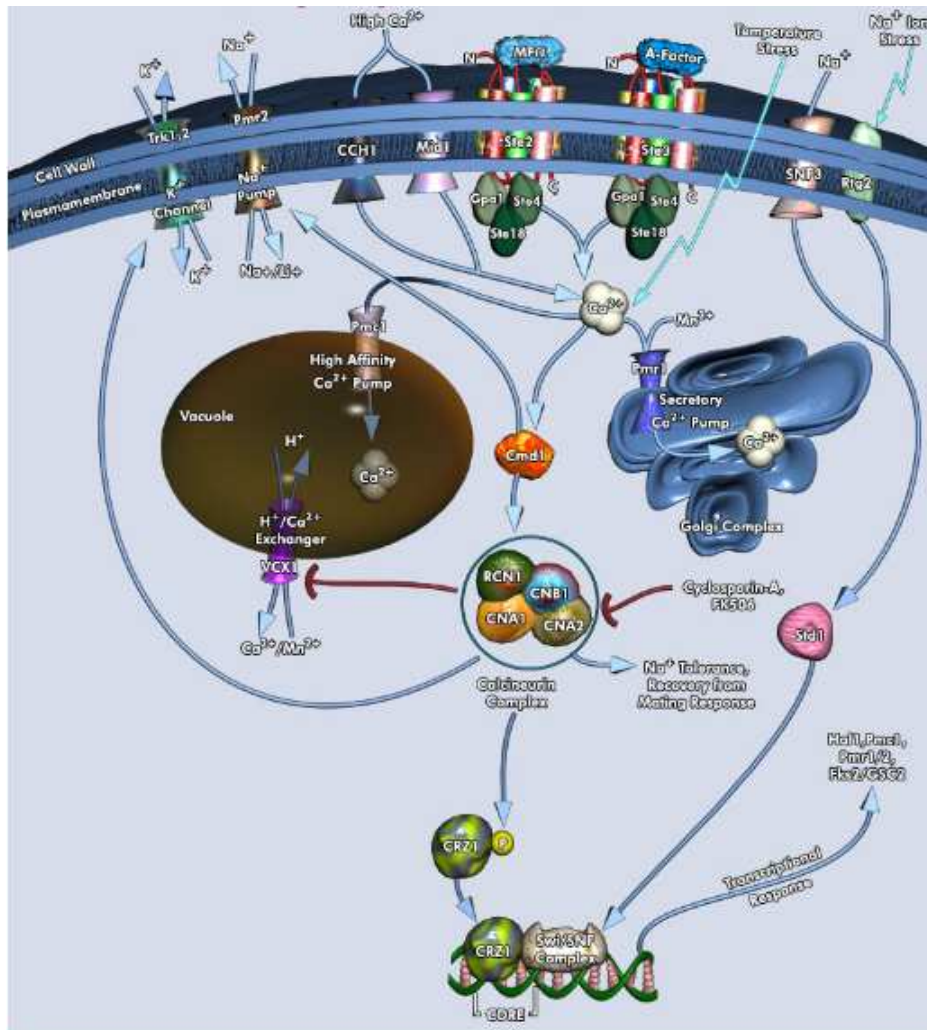 High Ca2+
Na+
K+
MFα
N
A-Factor
N
Temperature
Stress
Na+
Na+ Ion
Stress
Trk1,2
Pmr2
CCH1
Mid1
Ste2
Ste3
SNF3
Rtg2
Cell Wall
Plasmamembrane
K+
Channel
Na+
Pump
C
C
Gpa1
Ste4
Ste18
Gpa1
Ste4
Ste18
K+
Na+/Li+
Ca2+
Mn2+
Pmc1
High Affinity
Ca2+ Pump
Pmr1
Secretory
Ca2+ Pump
Vacuole
H+
Ca2+
Cmd1
Ca2+
Golgi Complex
H+/Ca2+
Exchanger
VCX1
RCN1
CNB1
CNA1
CNA2
Cyclosporin-A,
FK506
Ca2+/Mn2+
Std1
Na+ Tolerance,
Recovery from
Mating Response
Calcineurin
Complex
Hal1,Pmc1,
Pmr1/2,
Fks2/GSC2
CRZ1
P
Transcriptional
Response
CRZ1
Swi/SNF
Complex
CDRE